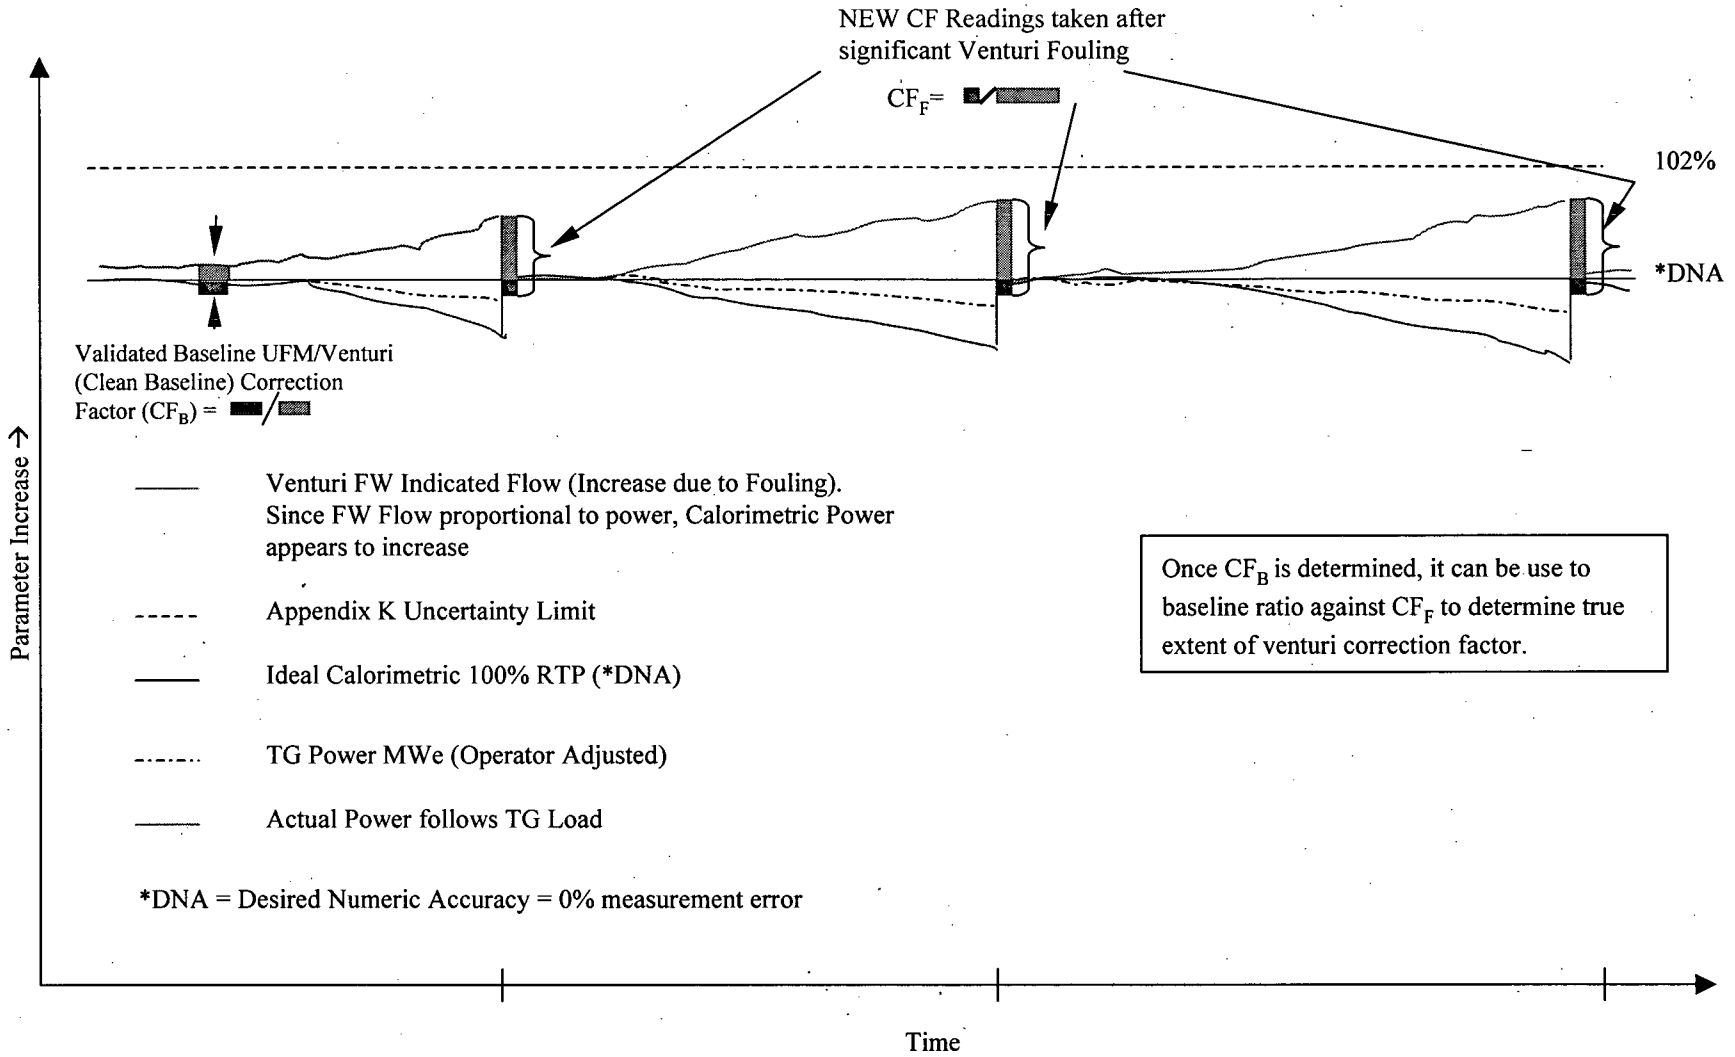 NEW CF Readings taken after
significant Venturi Fouling
CF_F=
102%
*DNA
Validated Baseline UFM/Venturi
(Clean Baseline) Correction
Factor (CF_B) = /
Parameter Increase →
Venturi FW Indicated Flow (Increase due to Fouling).
Since FW Flow proportional to power, Calorimetric Power
appears to increase
Appendix K Uncertainty Limit
Ideal Calorimetric 100% RTP (*DNA)
TG Power MWe (Operator Adjusted)
Actual Power follows TG Load
*DNA = Desired Numeric Accuracy = 0% measurement error
Once CF_B is determined, it can be use to
baseline ratio against CF_F to determine true
extent of venturi correction factor.
Time